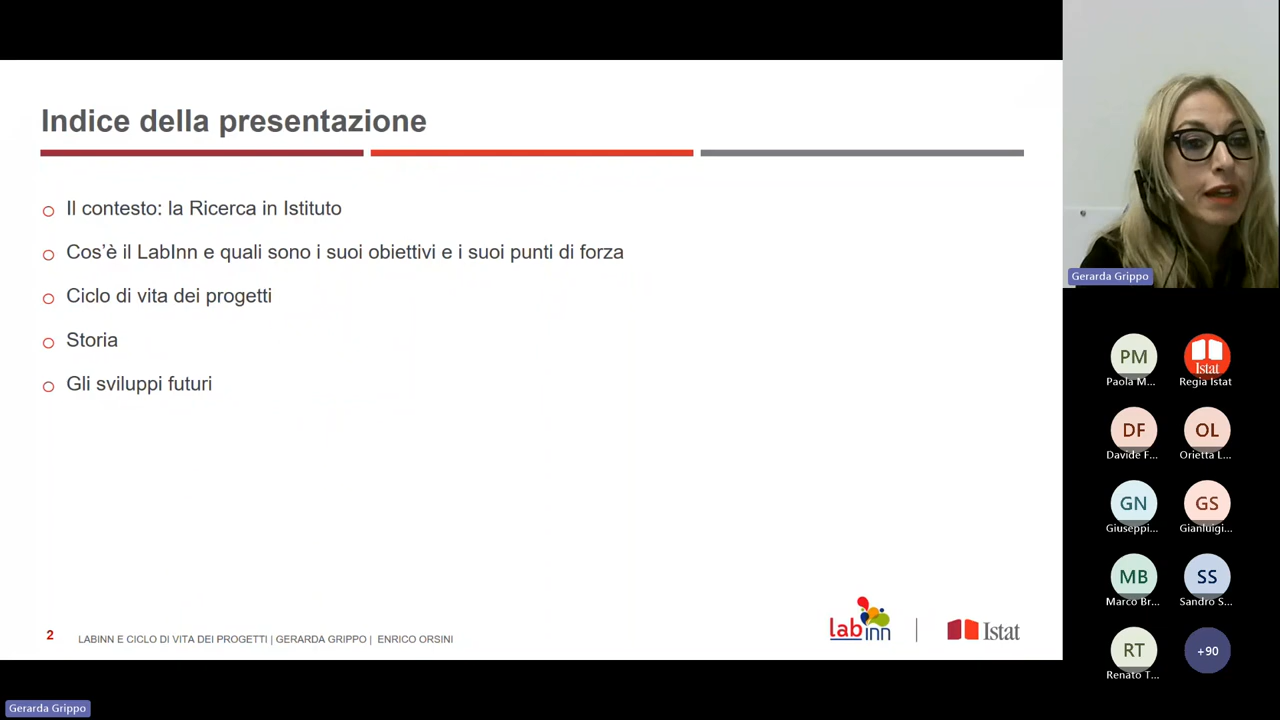 Indice della presentazione
Il contesto: la Ricerca in Istituto
Cos'è il LabInn e quali sono i suoi obiettivi e i suoi punti di forza
Ciclo di vita dei progetti
Storia
Gli sviluppi futuri
2
LABINN E CICLO DI VITA DEI PROGETTI | GERARDA GRIPPO | ENRICO ORSINI
lab inn
Istat
Gerarda Grippo
PM
Paola M...
Istat
Regia Istat
DF
Davide F...
OL
Orietta L...
GN
Giuseppi...
GS
Gianluigi...
MB
Marco Br...
SS
Sandro S...
RT
Renato T...
+90
Gerarda Grippo